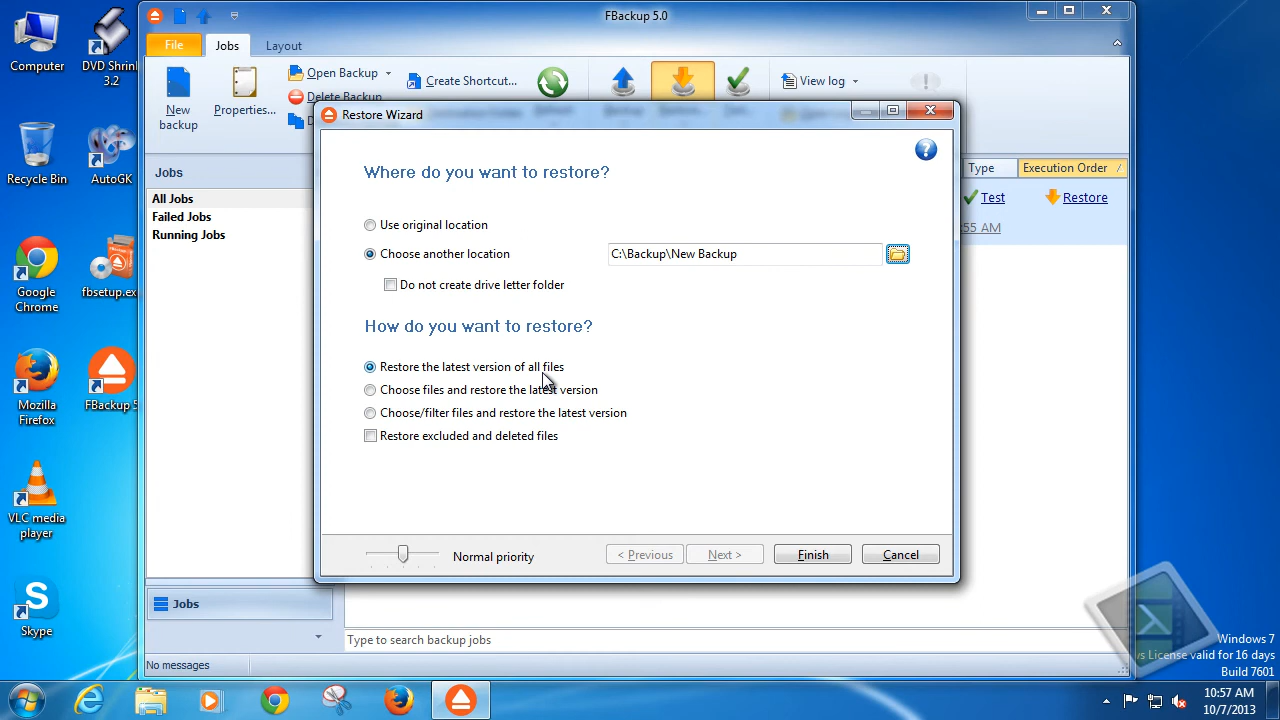 FBackup 5.0
File
Jobs
Layout
New
backup
Properties...
Open Backup
Delete Backup
Create Shortcut...
View log
Restore Wizard
Where do you want to restore?
Use original location
Choose another location
C:\Backup\New Backup
Do not create drive letter folder
How do you want to restore?
Restore the latest version of all files
Choose files and restore the latest version
Choose/filter files and restore the latest version
Restore excluded and deleted files
Normal priority
< Previous
Next >
Finish
Cancel
Jobs
All Jobs
Failed Jobs
Running Jobs
Type
Execution Order
Test
Restore
55 AM
Jobs
Type to search backup jobs
No messages
Computer
DVD Shrink
3.2
Recycle Bin
AutoGK
Google
Chrome
fbsetup.ex
Mozilla
Firefox
FBackup 5
VLC media
player
S
Skype
Windows 7
License valid for 16 days
Build 7601
10:57 AM
10/7/2013